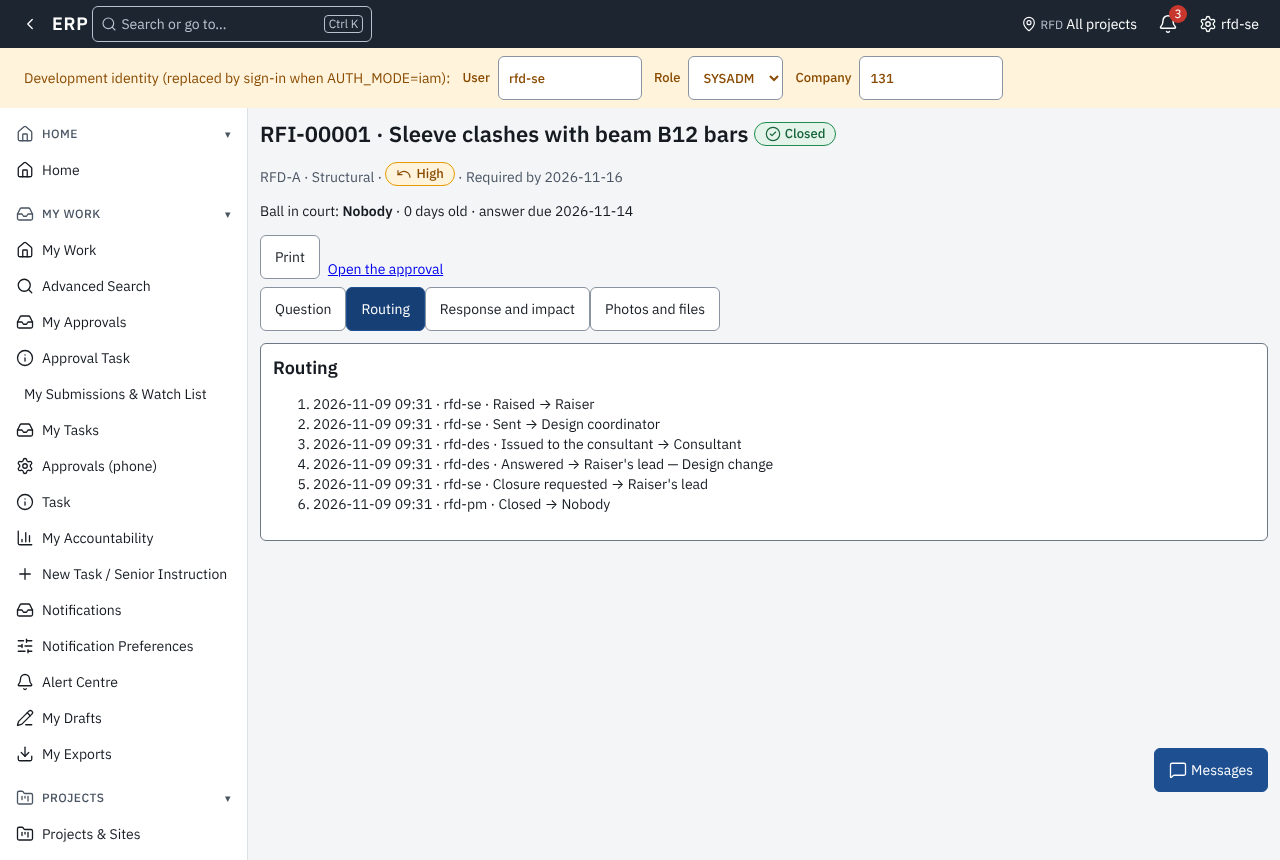 ERP
Search or go to...
Ctrl K
RFD All projects
3
rfd-se
Development identity (replaced by sign-in when AUTH_MODE=iam):
User
rfd-se
Role
SYSADM
Company
131
HOME
Home
MY WORK
My Work
Advanced Search
My Approvals
Approval Task
My Submissions & Watch List
My Tasks
Approvals (phone)
Task
My Accountability
New Task / Senior Instruction
Notifications
Notification Preferences
Alert Centre
My Drafts
My Exports
PROJECTS
Projects & Sites
RFI-00001 · Sleeve clashes with beam B12 bars
Closed
RFD-A · Structural · High · Required by 2026-11-16
Ball in court: Nobody · 0 days old · answer due 2026-11-14
Print
Open the approval
Question
Routing
Response and impact
Photos and files
Routing
1. 2026-11-09 09:31 · rfd-se · Raised → Raiser
2. 2026-11-09 09:31 · rfd-se · Sent → Design coordinator
3. 2026-11-09 09:31 · rfd-des · Issued to the consultant → Consultant
4. 2026-11-09 09:31 · rfd-des · Answered → Raiser's lead — Design change
5. 2026-11-09 09:31 · rfd-se · Closure requested → Raiser's lead
6. 2026-11-09 09:31 · rfd-pm · Closed → Nobody
Messages